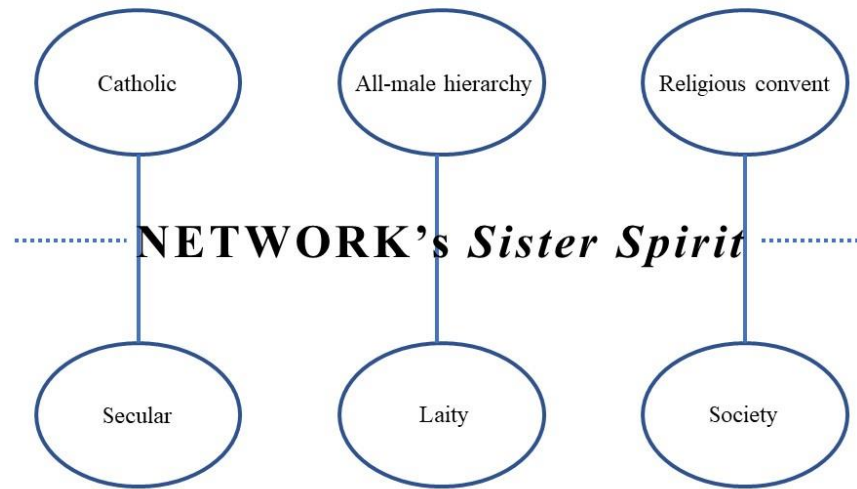 Catholic
All-male hierarchy
Religious convent
NETWORK’s Sister Spirit
Secular
Laity
Society